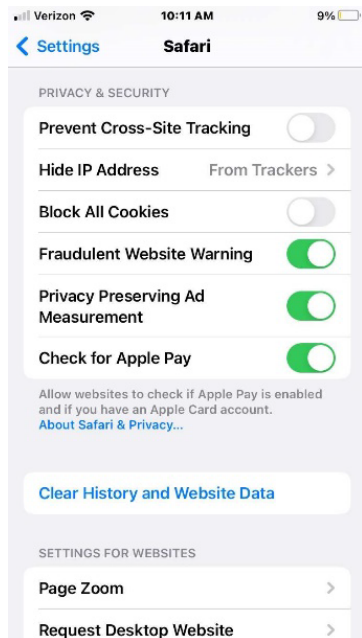 Verizon 10:11 AM 9%
Settings Safari
PRIVACY & SECURITY
Prevent Cross-Site Tracking
Hide IP Address From Trackers
Block All Cookies
Fraudulent Website Warning
Privacy Preserving Ad
Measurement
Check for Apple Pay
Allow websites to check if Apple Pay is enabled
and if you have an Apple Card account.
About Safari & Privacy...
Clear History and Website Data
SETTINGS FOR WEBSITES
Page Zoom
Request Desktop Website